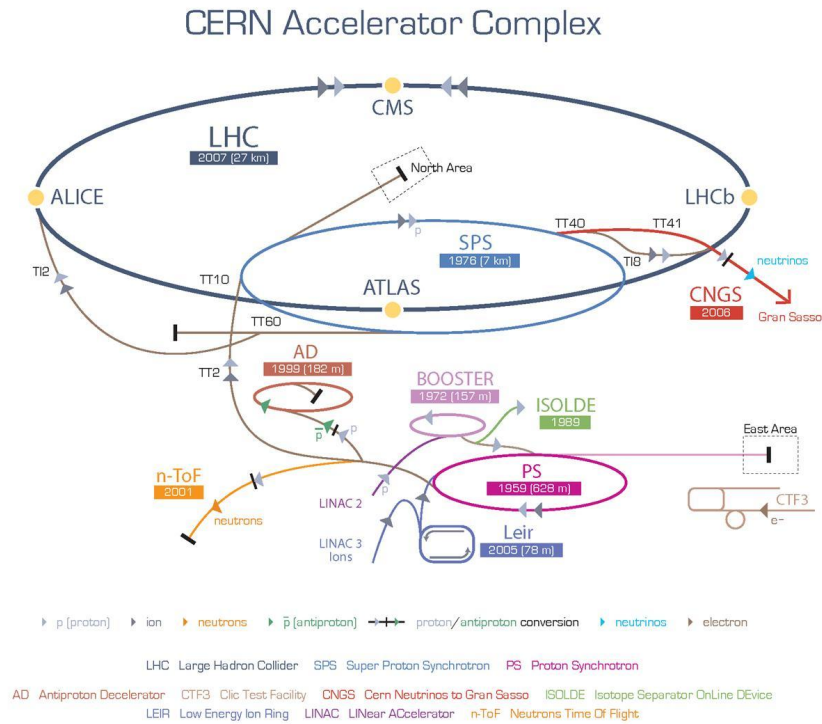 CERN Accelerator Complex
CMS
LHC
2007 (27 km)
North Area
ALICE
LHCb
TT40
TT41
SPS
1976 (7 km)
p
TI2
TT10
TI8
neutrinos
ATLAS
CNGS
2006
Gran Sasso
TT60
AD
1999 (182 m)
TT2
BOOSTER
1972 (157 m)
ISOLDE
1989
p̅
p
East Area
n-ToF
2001
PS
1959 (628 m)
p
LINAC 2
neutrons
CTF3
e-
LINAC 3
Ions
Leir
2005 (78 m)
p (proton)
ion
neutrons
p̅ (antiproton)
proton/antiproton conversion
neutrinos
electron
LHC Large Hadron Collider SPS Super Proton Synchrotron PS Proton Synchrotron
AD Antiproton Decelerator CTF3 Clic Test Facility CNGS Cern Neutrinos to Gran Sasso ISOLDE Isotope Separator OnLine DEvice
LEIR Low Energy Ion Ring LINAC LINear ACcelerator n-ToF Neutrons Time Of Flight